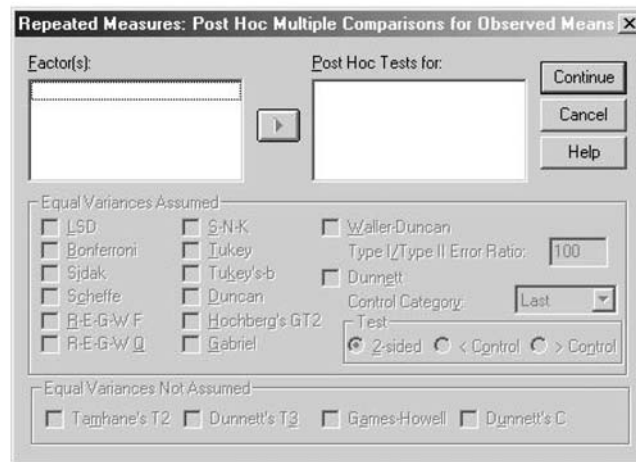 Repeated Measures: Post Hoc Multiple Comparisons for Observed Means
Factor(s):
Post Hoc Tests for:
Continue
Cancel
Help
Equal Variances Assumed
LSD
S-N-K
Waller-Duncan
Bonferroni
Tukey
Type I/Type II Error Ratio: 100
Sidak
Tukey's-b
Dunnett
Scheffe
Duncan
Control Category: Last
R-E-G-W F
Hochberg's GT2
Test
R-E-G-W Q
Gabriel
2-sided < Control > Control
Equal Variances Not Assumed
Tamhane's T2 Dunnett's T3 Games-Howell Dunnett's C